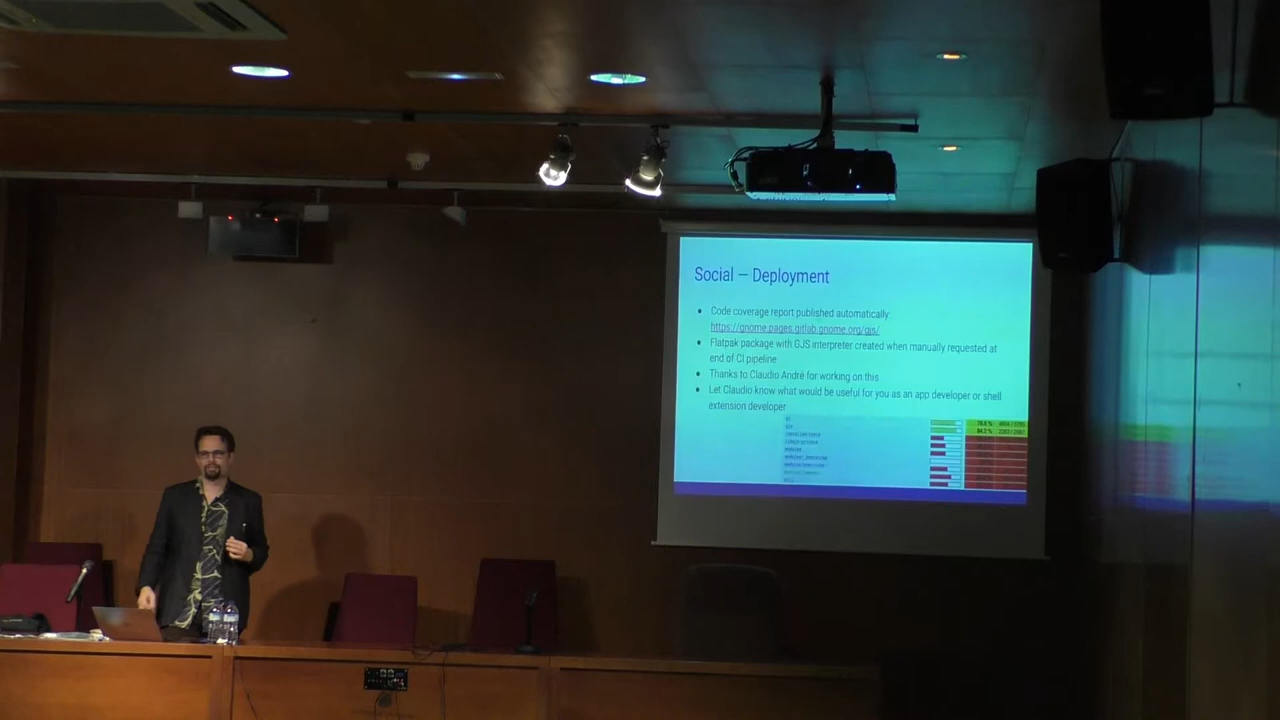 Social – Deployment
● Code coverage report published automatically:
https://gnome.pages.gitlab.gnome.org/gjs/
● Flatpak package with GJS interpreter created when manually requested at
end of CI pipeline
● Thanks to Claudio André for working on this
● Let Claudio know what would be useful for you as an app developer or shell
extension developer